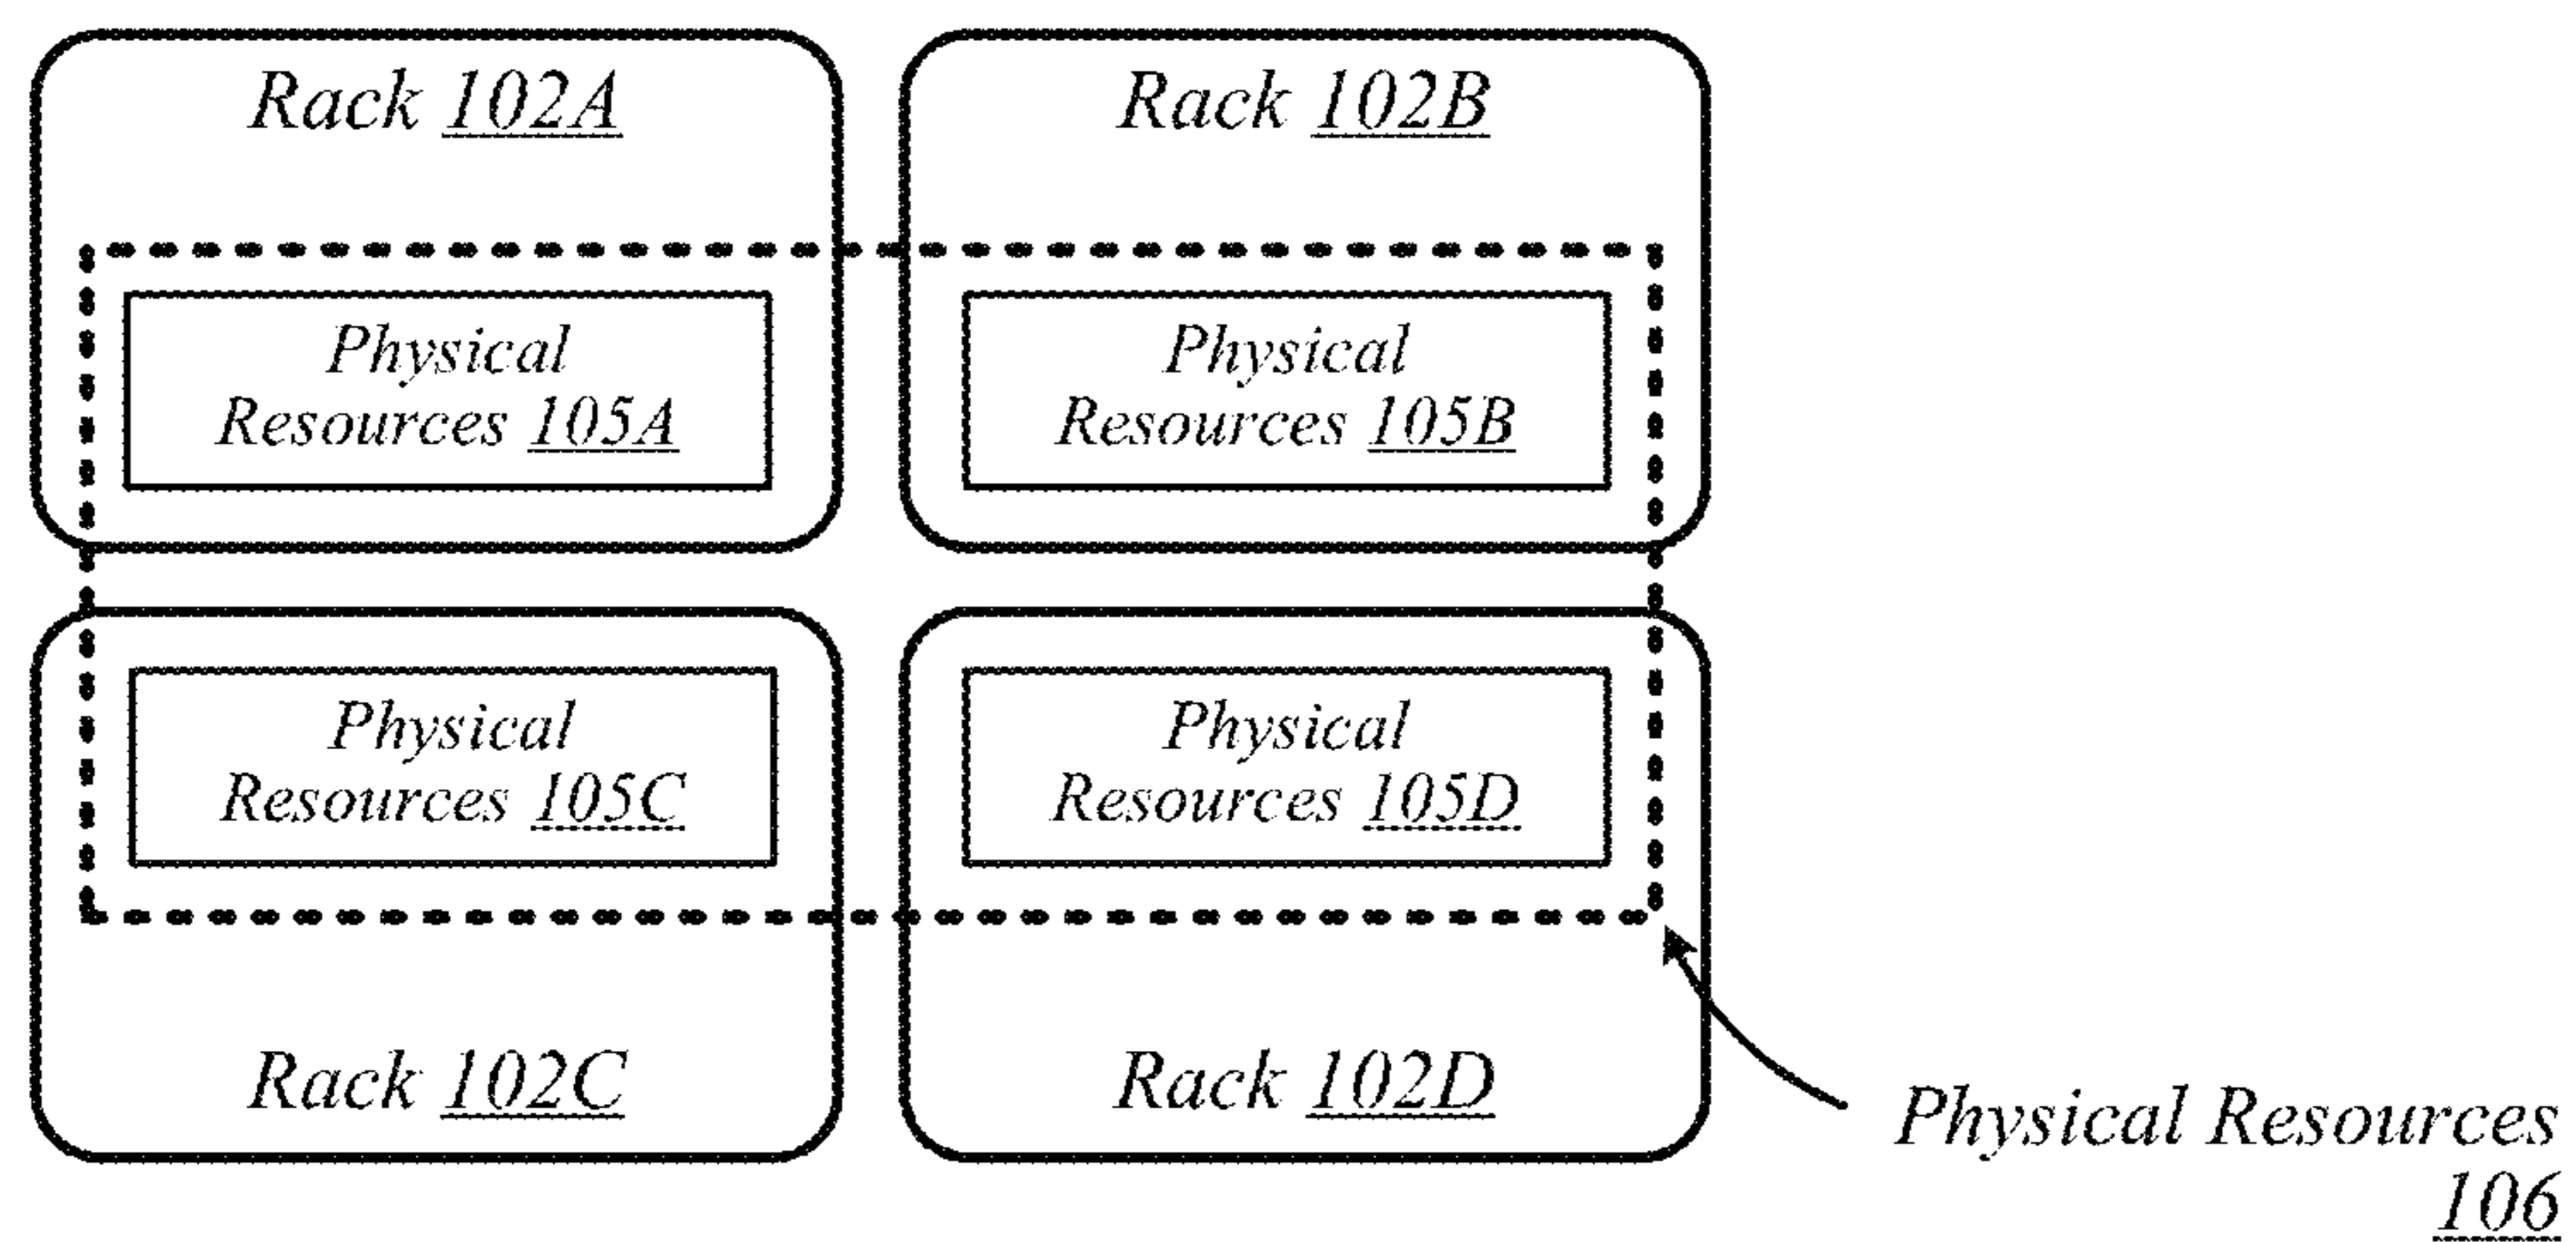 Rack 102A
Rack 102B
Physical
Resources 105A
Physical
Resources 105B
Physical
Resources 105C
Physical
Resources 105D
Rack 102C
Rack 102D
Physical Resources
106